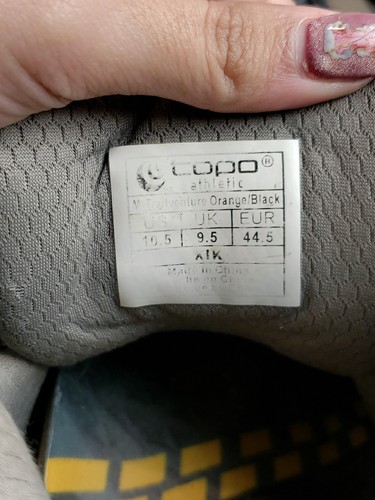 topo®
athletic
Orange/Black
US UK EUR
10.5 9.5 44.5
Made in China